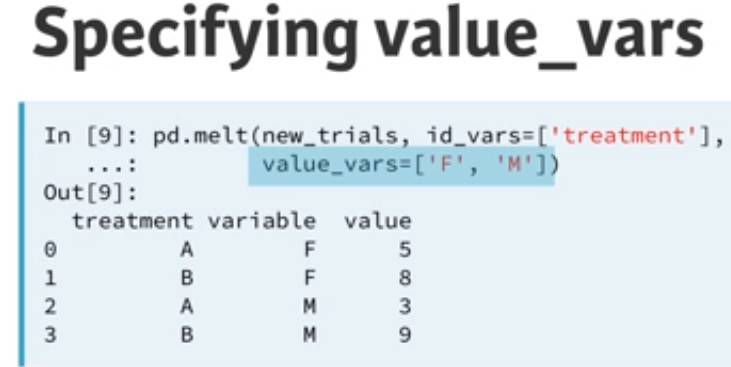 Specifying value_vars
In [9]: pd.melt(new_trials, id_vars=['treatment'],
   ...:         value_vars=['F', 'M'])
Out[9]:
  treatment variable  value
0         A        F      5
1         B        F      8
2         A        M      3
3         B        M      9